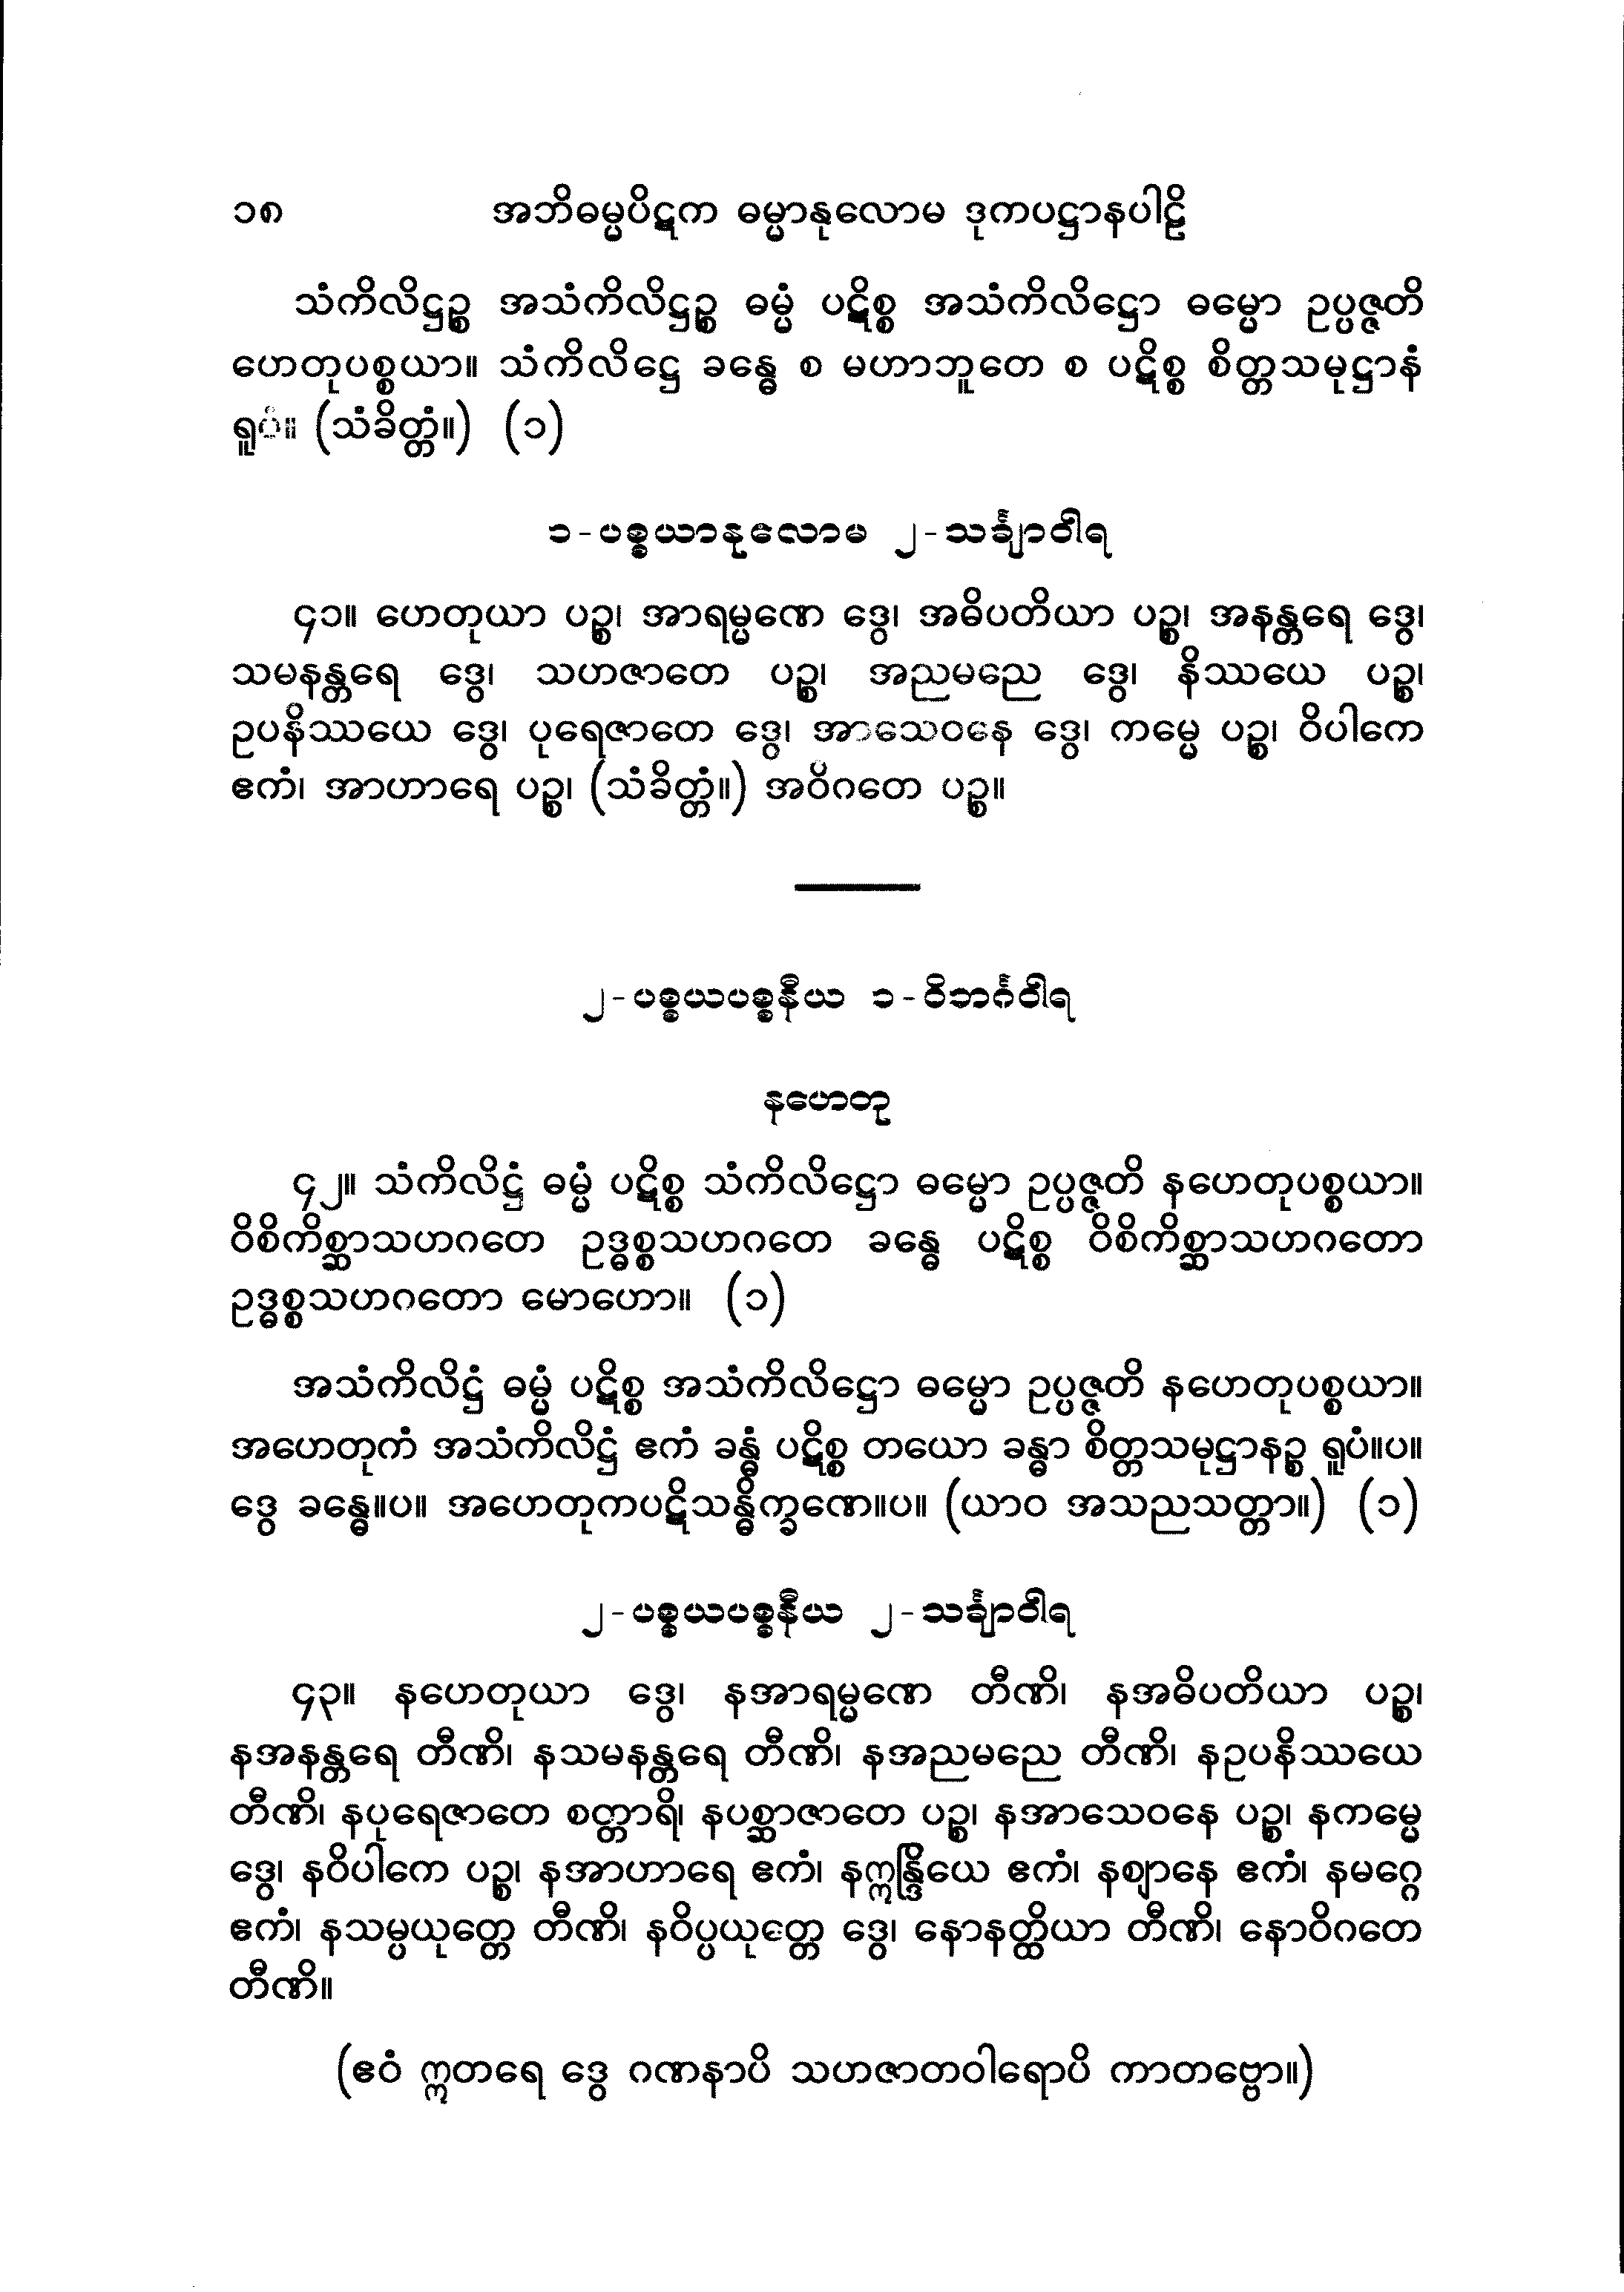 ၁၈ အဘိဓမ္မပိဋက ဓမ္မာနုလောမ ဒုကပဋ္ဌာနပါဠိ
သံကိလိဋ္ဌဉ္စ အသံကိလိဋ္ဌဉ္စ ဓမ္မံ ပဋိစ္စ အသံကိလိဋ္ဌော ဓမ္မော ဥပ္ပဇ္ဇတိ
ဟေတုပစ္စယာ။ သံကိလိဋ္ဌေ ခန္ဓေ စ မဟာဘူတေ စ ပဋိစ္စ စိတ္တသမုဋ္ဌာနံ
ရူပံ။ (သံခိတ္တံ။) (၁)
၁-ပစ္စယာနုလောမ ၂-သင်္ချာဝါရ
၄၁။ ဟေတုယာ ပဉ္စ၊ အာရမ္မဏေ ဒွေ၊ အဓိပတိယာ ပဉ္စ၊ အနန္တရေ ဒွေ၊
သမနန္တရေ ဒွေ၊ သဟဇာတေ ပဉ္စ၊ အညမညေ ဒွေ၊ နိဿယေ ပဉ္စ၊
ဥပနိဿယေ ဒွေ၊ ပုရေဇာတေ ဒွေ၊ အာသေဝနေ ဒွေ၊ ကမ္မေ ပဉ္စ၊ ဝိပါကေ
ဧကံ၊ အာဟာရေ ပဉ္စ၊ (သံခိတ္တံ။) အဝိဂတေ ပဉ္စ။
၂-ပစ္စယပစ္စနီယ ၁-ဝိဘင်္ဂဝါရ
နဟေတု
၄၂။ သံကိလိဋ္ဌံ ဓမ္မံ ပဋိစ္စ သံကိလိဋ္ဌော ဓမ္မော ဥပ္ပဇ္ဇတိ နဟေတုပစ္စယာ။
ဝိစိကိစ္ဆာသဟဂတေ ဥဒ္ဓစ္စသဟဂတေ ခန္ဓေ ပဋိစ္စ ဝိစိကိစ္ဆာသဟဂတော
ဥဒ္ဓစ္စသဟဂတော မောဟော။ (၁)
အသံကိလိဋ္ဌံ ဓမ္မံ ပဋိစ္စ အသံကိလိဋ္ဌော ဓမ္မော ဥပ္ပဇ္ဇတိ နဟေတုပစ္စယာ။
အဟေတုကံ အသံကိလိဋ္ဌံ ဧကံ ခန္ဓံ ပဋိစ္စ တယော ခန္ဓာ စိတ္တသမုဋ္ဌာနဉ္စ ရူပံ။ပ။
ဒွေ ခန္ဓေ။ပ။ အဟေတုကပဋိသန္ဓိက္ခဏေ။ပ။ (ယာဝ အသညသတ္တာ။) (၁)
၂-ပစ္စယပစ္စနီယ ၂-သင်္ချာဝါရ
၄၃။ နဟေတုယာ ဒွေ၊ နအာရမ္မဏေ တီဏိ၊ နအဓိပတိယာ ပဉ္စ၊
နအနန္တရေ တီဏိ၊ နသမနန္တရေ တီဏိ၊ နအညမညေ တီဏိ၊ နဥပနိဿယေ
တီဏိ၊ နပုရေဇာတေ စတ္တာရိ၊ နပစ္ဆာဇာတေ ပဉ္စ၊ နအာသေဝနေ ပဉ္စ၊ နကမ္မေ
ဒွေ၊ နဝိပါကေ ပဉ္စ၊ နအာဟာရေ ဧကံ၊ နဣန္ဒြိယေ ဧကံ၊ နဈာနေ ဧကံ၊ နမဂ္ဂေ
ဧကံ၊ နသမ္ပယုတ္တေ တီဏိ၊ နဝိပ္ပယုတ္တေ ဒွေ၊ နောနတ္ထိယာ တီဏိ၊ နောဝိဂတေ
တီဏိ။
(ဧဝံ ဣတရေ ဒွေ ဂဏနာပိ သဟဇာတဝါရောပိ ကာတဗ္ဗော။)